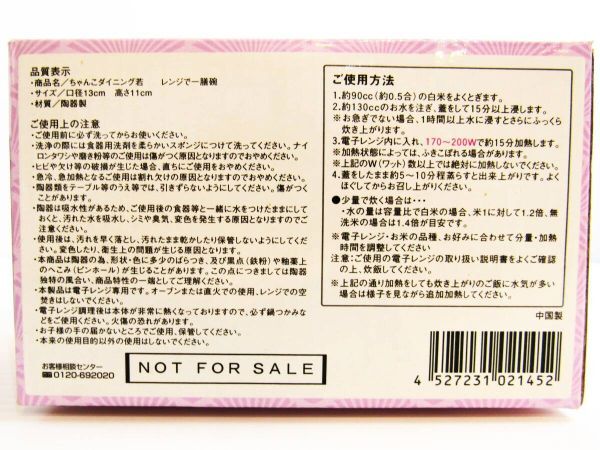 品質表示
・商品名／ちゃんこダイニング若　レンジで一膳碗
・サイズ／口径13cm　高さ11cm
・材質／陶器製
ご使用上の注意
・ご使用前に必ず洗ってからお使いください。
・洗浄の際には食器用洗剤を柔らかいスポンジにつけて洗ってください。ナイ
ロンタワシや磨き粉等のご使用は傷がつく原因となりますのでおやめください。
・ヒビや欠け等の破損が生じた場合、直ちにご使用をおやめください。
・急冷、急加熱となるご使用は割れ欠けの原因となりますのでおやめください。
・陶器類をテーブル等のうえ等では、引きずらないようにしてください。傷がつく
ことがあります。
・陶器は吸水性があるため、ご使用後の食器等と一緒に水をつけたままにして
おくと、汚れた水を吸水し、シミや臭気、変色を発生する原因となりますのでご
注意ください。
・使用後は、汚れを早く落とし、汚れたまま乾かしたり保管しないようにしてくだ
さい。変色したり、衛生上の問題が生じる原因となります。
・本商品は陶器の為、形状・色に多少のばらつき、及び黒点（鉄粉）や釉薬上
のへこみ（ピンホール）が生じることがあります。この点につきましては陶器
独特の風合い、商品特性の一端としてご理解ください。
・本製品は電子レンジ専用です。オーブンまたは直火での使用、レンジでの空
焚きはしないでください。
・電子レンジ調理後は本体が非常に熱くなっておりますので、必ず鍋つかみな
どをご使用ください。火傷の恐れがあります。
・お子様の手の届かないところでご使用、保管してください。
・本来の使用目的以外の使用はしないでください。
お客様相談センター
0120-692020
NOT FOR SALE
ご使用方法
1.約90cc（約0.5合）の白米をよくとぎます。
2.約130ccのお水を注ぎ、蓋をして15分以上浸します。
※お急ぎでない場合、1時間以上水に浸すとさらにふっくら
炊き上がります。
3.電子レンジ内に入れ、170～200Wで約15分加熱します。
※加熱状態によっては、ふきこぼれる場合があります。
※上記のW（ワット）数以上では絶対に加熱しないでください。
4.蓋をしたまま約5～10分程蒸らすと出来上がりです。よく
ほぐしてからお召し上がりください。
●少量で炊く場合は・・・
・水の量は容量比で白米の場合、米1に対して1.2倍、無
洗米の場合は1.4倍が目安です。
※電子レンジ・お米の品種、お好みに合わせて分量・加熱
時間を調整してください
注意:ご使用の電子レンジの取り扱い説明書をよくご確認
の上、炊飯してください。
※上記の通り加熱をしても炊き上がりのご飯に水気が多い
場合は様子を見ながら追加加熱してください。
中国製
4 527231 021452